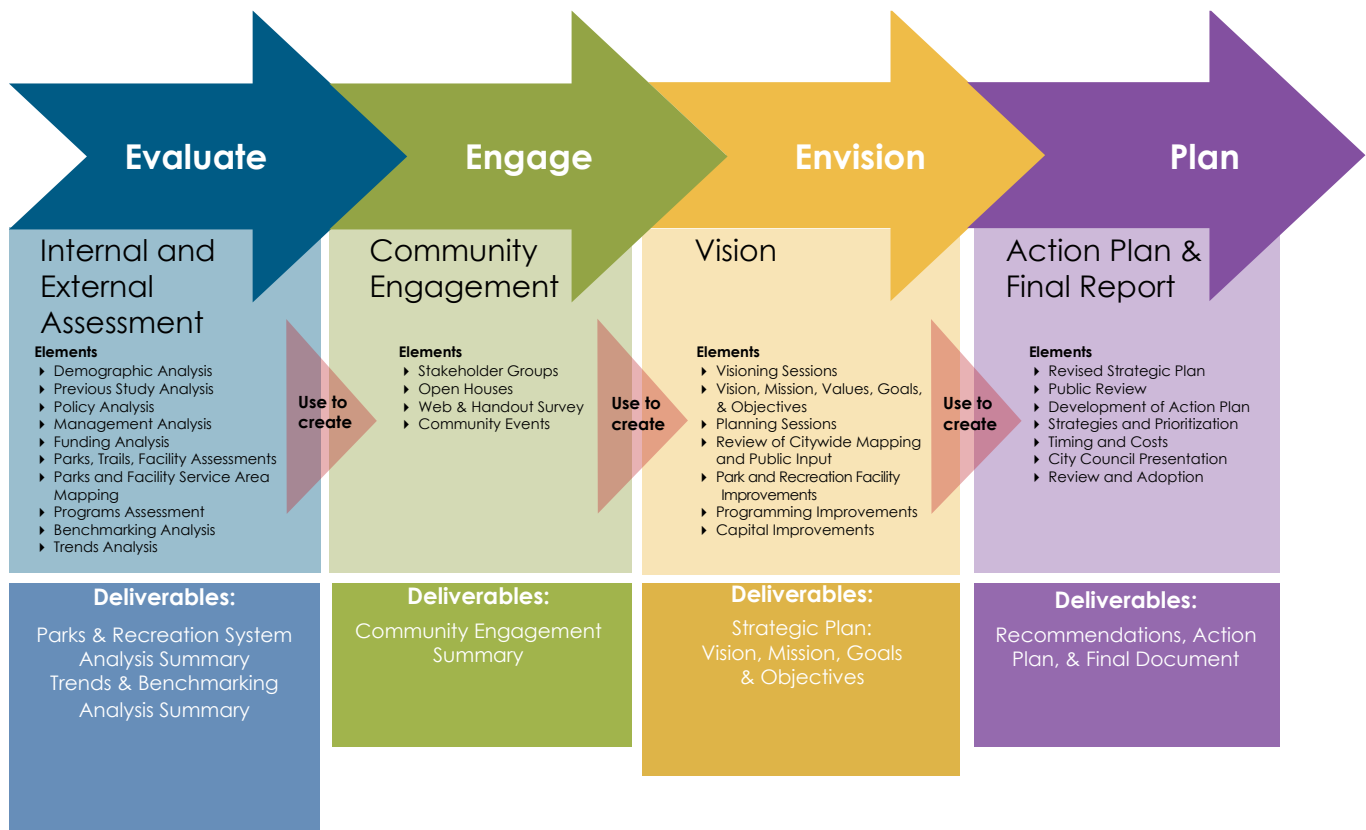 Evaluate
Engage
Envision
Plan
Internal and
External
Assessment
Elements
Demographic Analysis
Previous Study Analysis
Policy Analysis
Management Analysis
Funding Analysis
Parks, Trails, Facility Assessments
Parks and Facility Service Area
Mapping
Programs Assessment
Benchmarking Analysis
Trends Analysis
Use to
create
Community
Engagement
Elements
Stakeholder Groups
Open Houses
Web & Handout Survey
Community Events
Use to
create
Vision
Elements
Visioning Sessions
Vision, Mission, Values, Goals,
& Objectives
Planning Sessions
Review of Citywide Mapping
and Public Input
Park and Recreation Facility
Improvements
Programming Improvements
Capital Improvements
Use to
create
Action Plan &
Final Report
Elements
Revised Strategic Plan
Public Review
Development of Action Plan
Strategies and Prioritization
Timing and Costs
City Council Presentation
Review and Adoption
Deliverables:
Parks & Recreation System
Analysis Summary
Trends & Benchmarking
Analysis Summary
Deliverables:
Community Engagement
Summary
Deliverables:
Strategic Plan:
Vision, Mission, Goals
& Objectives
Deliverables:
Recommendations, Action
Plan, & Final Document